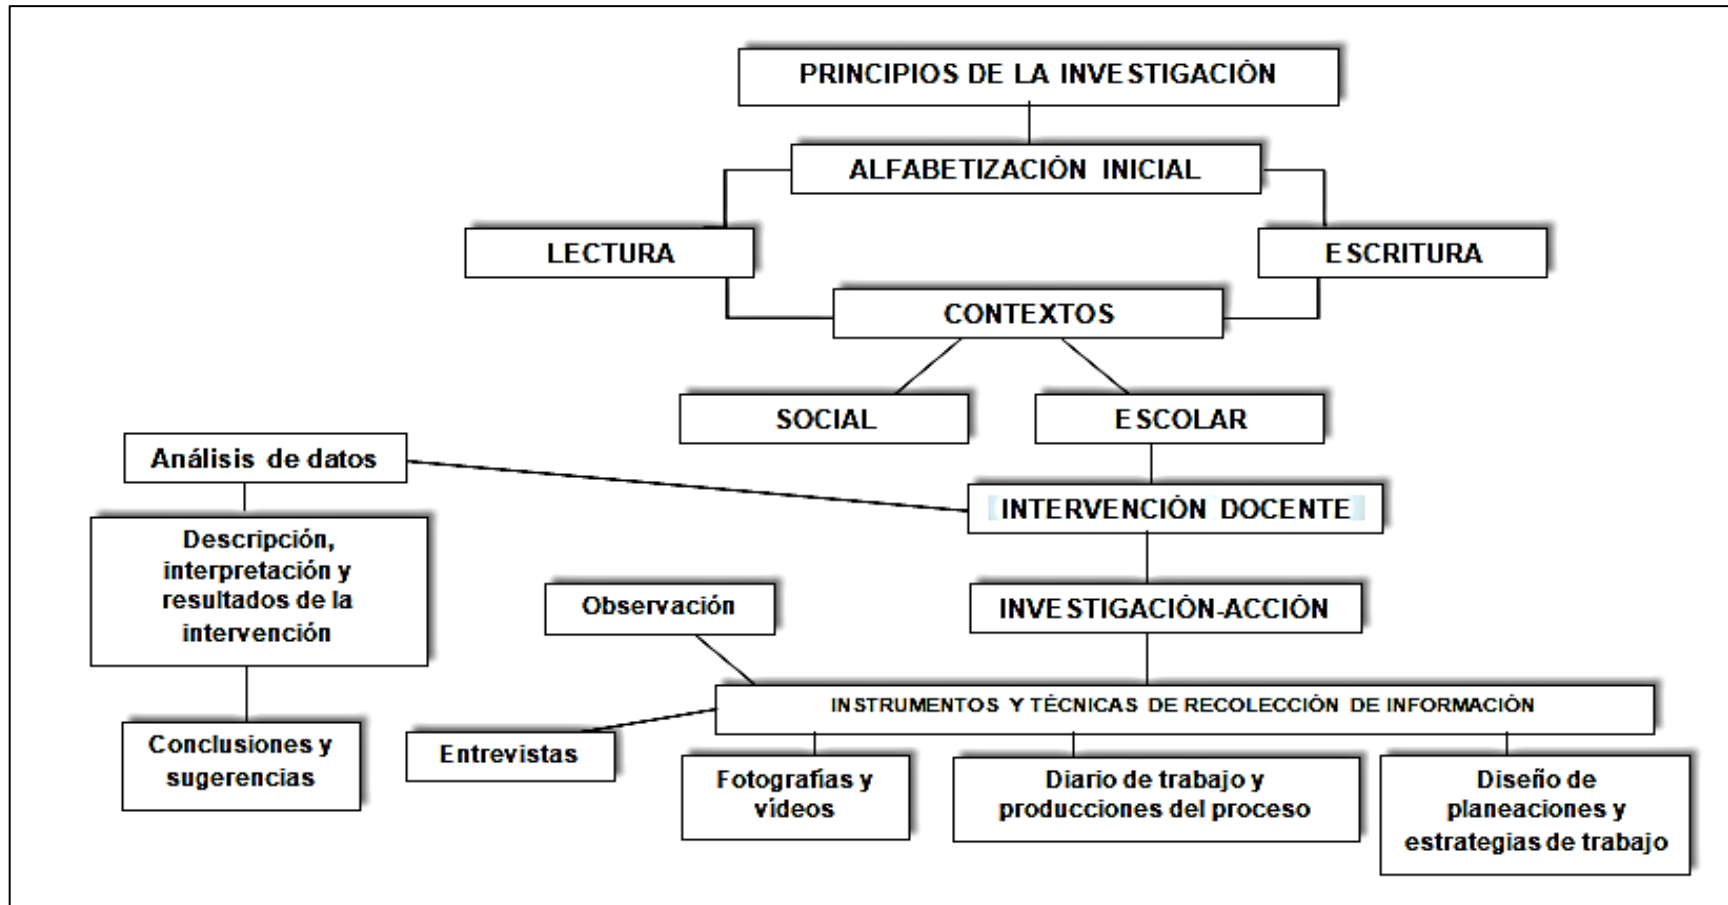 PRINCIPIOS DE LA INVESTIGACIÓN
ALFABETIZACIÓN INICIAL
LECTURA
ESCRITURA
CONTEXTOS
SOCIAL
ESCOLAR
Análisis de datos
INTERVENCIÓN DOCENTE
Descripción,
interpretación y
resultados de la
intervención
Observación
INVESTIGACIÓN-ACCIÓN
INSTRUMENTOS Y TÉCNICAS DE RECOLECCIÓN DE INFORMACIÓN
Conclusiones y
sugerencias
Entrevistas
Fotografías y
vídeos
Diario de trabajo y
producciones del proceso
Diseño de
planeaciones y
estrategias de trabajo